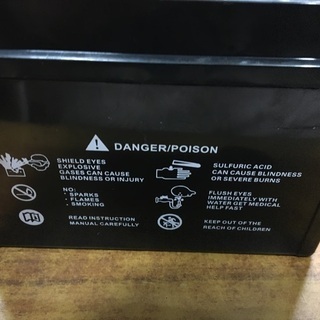 DANGER/POISON
SHIELD EYES
EXPLOSIVE
GASES CAN CAUSE
BLINDNESS OR INJURY
SULFURIC ACID
CAN CAUSE BLINDNESS
OR SEVERE BURNS
NO:
- SPARKS
- FLAMES
- SMOKING
FLUSH EYES
IMMEDIATELY WITH
WATER GET MEDICAL
HELP FAST
READ INSTRUCTION
MANUAL CAREFULLY
KEEP OUT OF THE
REACH OF CHILDREN